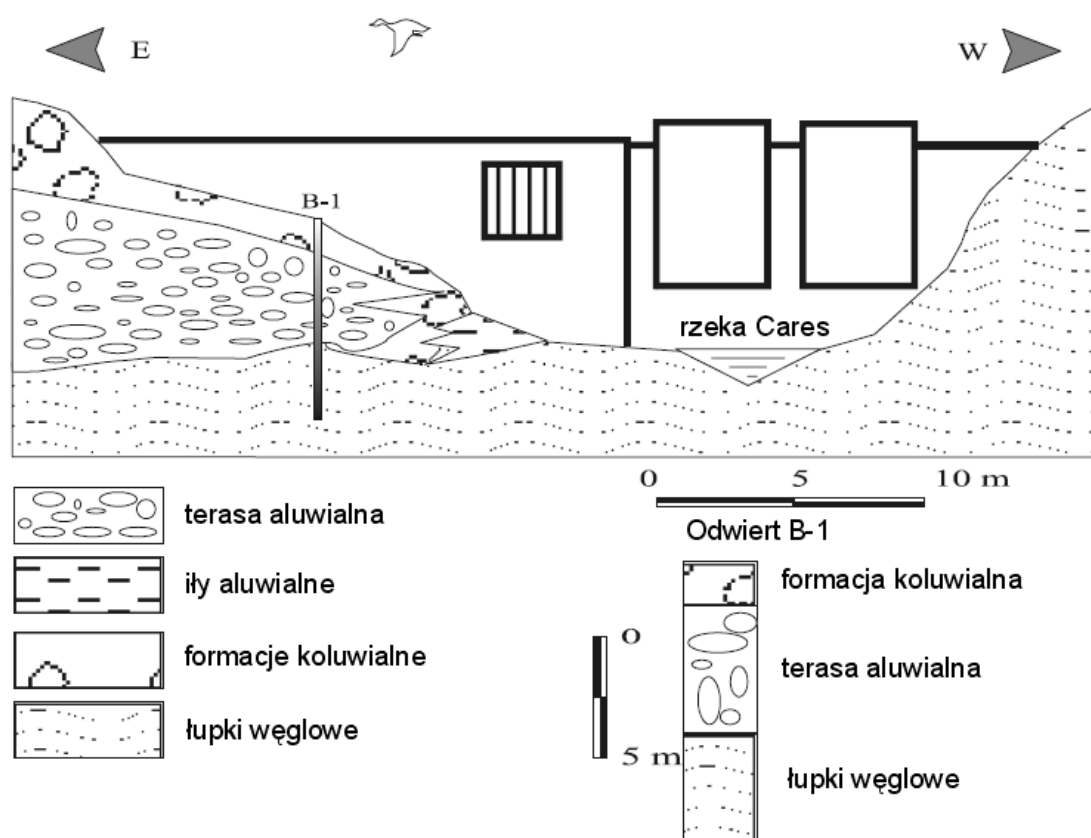 E
W
B-1
rzeka Cares
0 5 10 m
Odwiert B-1
terasa aluwialna
iły aluwialne
formacje koluwialne
łupki węglowe
formacja koluwialna
0
terasa aluwialna
5 m
łupki węglowe